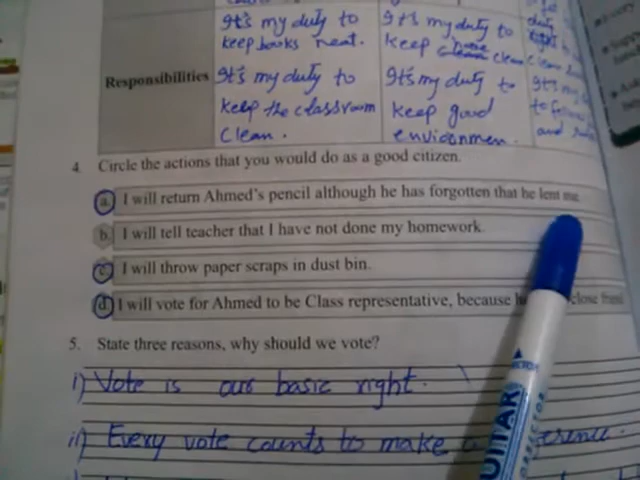 It's my duty to keep books neat.
It's my duty to keep clean
Responsibilities
It's my duty to keep the classroom clean.
It's my duty to keep good environmen.
4. Circle the actions that you would do as a good citizen.
a. I will return Ahmed's pencil although he has forgotten that he lent me.
b. I will tell teacher that I have not done my homework.
c. I will throw paper scraps in dust bin.
d. I will vote for Ahmed to be Class representative, because close friend
5. State three reasons, why should we vote?
i) Vote is our basic right.
ii) Every vote counts to make a